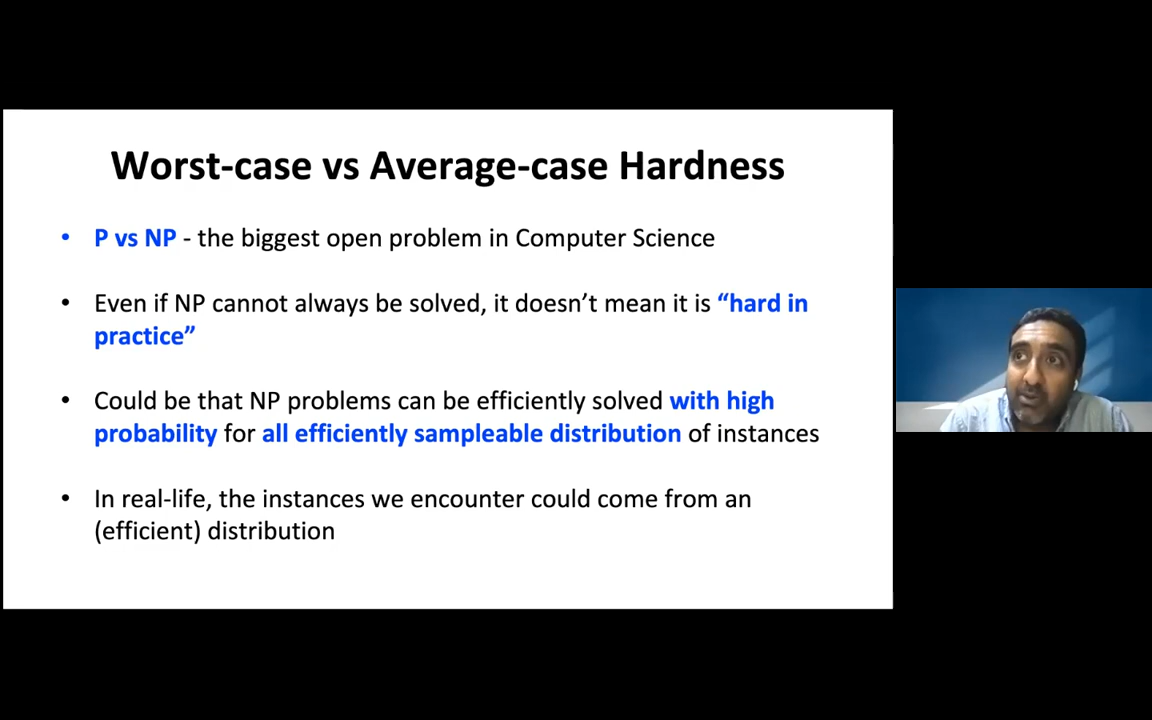 Worst-case vs Average-case Hardness
• P vs NP - the biggest open problem in Computer Science
• Even if NP cannot always be solved, it doesn’t mean it is “hard in
practice”
• Could be that NP problems can be efficiently solved with high
probability for all efficiently sampleable distribution of instances
• In real-life, the instances we encounter could come from an
(efficient) distribution